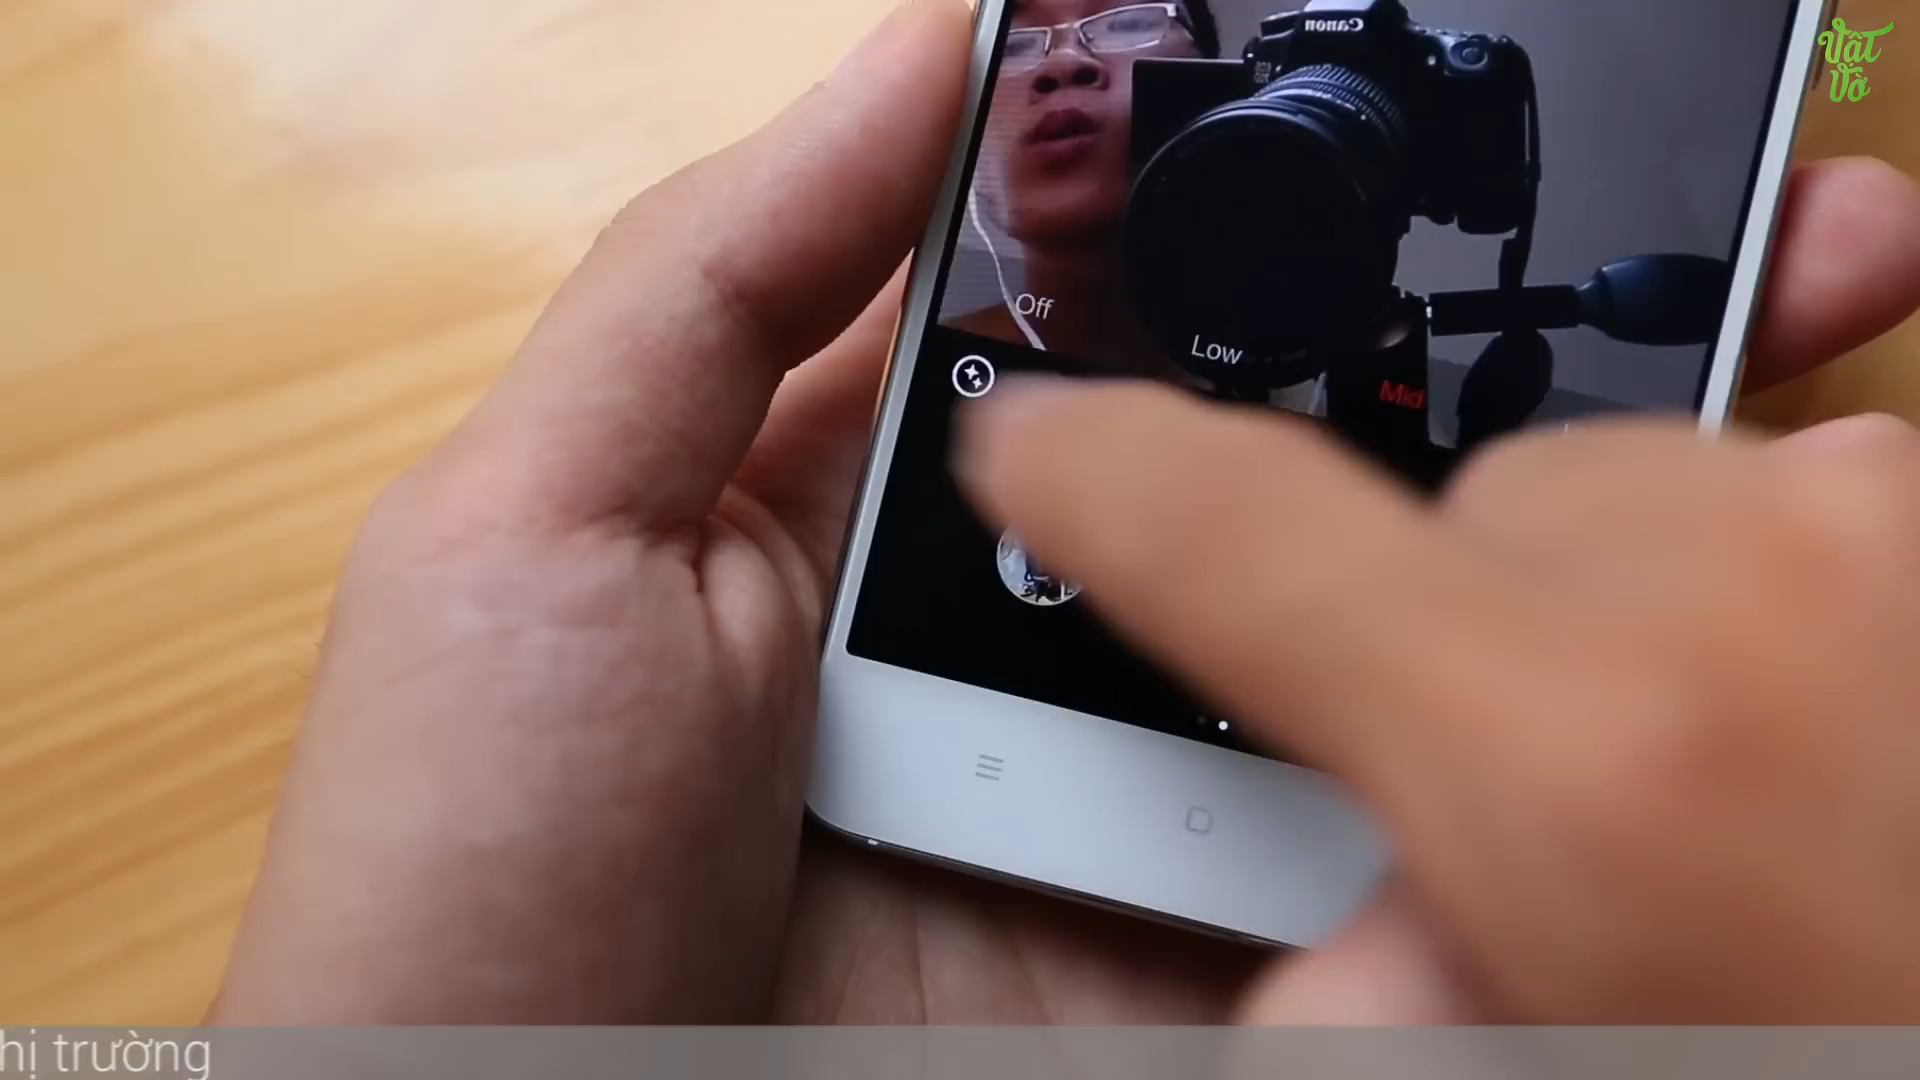 Canon
Vật
Vờ
Off
Low
Mid
hị trường